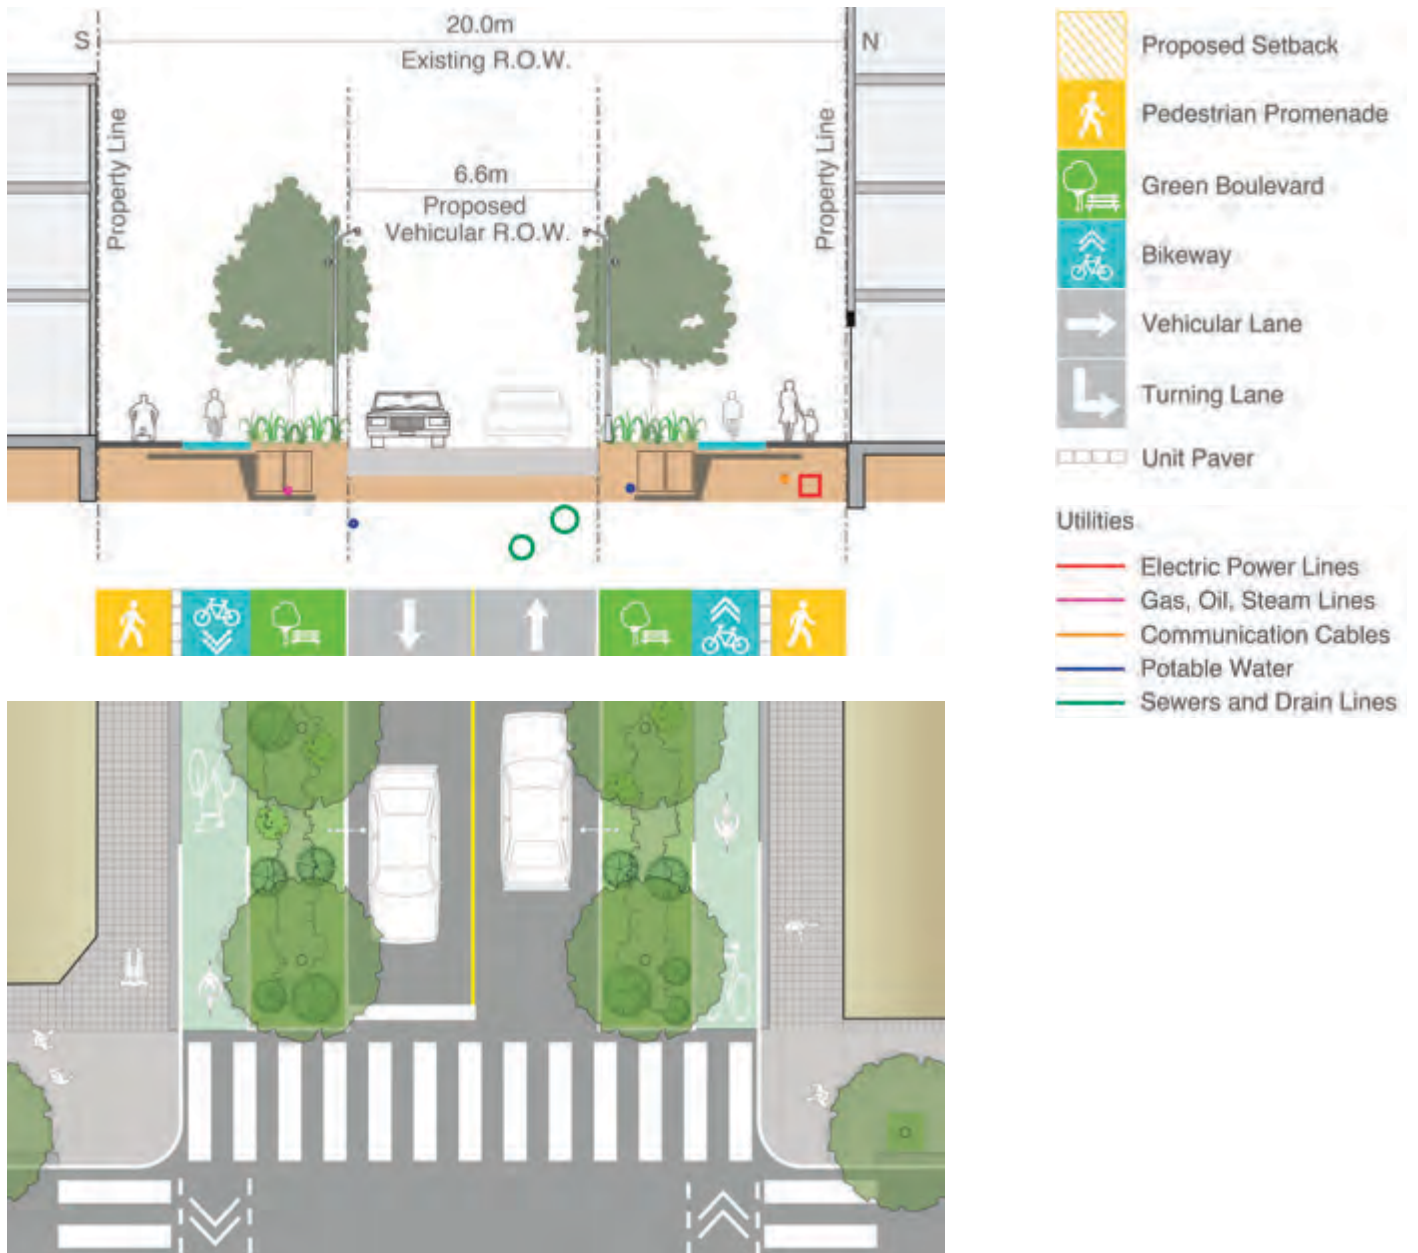 S
20.0m
N
Existing R.O.W.
Property Line
Property Line
6.6m
Proposed
Vehicular R.O.W.
Proposed Setback
Pedestrian Promenade
Green Boulevard
Bikeway
Vehicular Lane
Turning Lane
Unit Paver
Utilities
Electric Power Lines
Gas, Oil, Steam Lines
Communication Cables
Potable Water
Sewers and Drain Lines